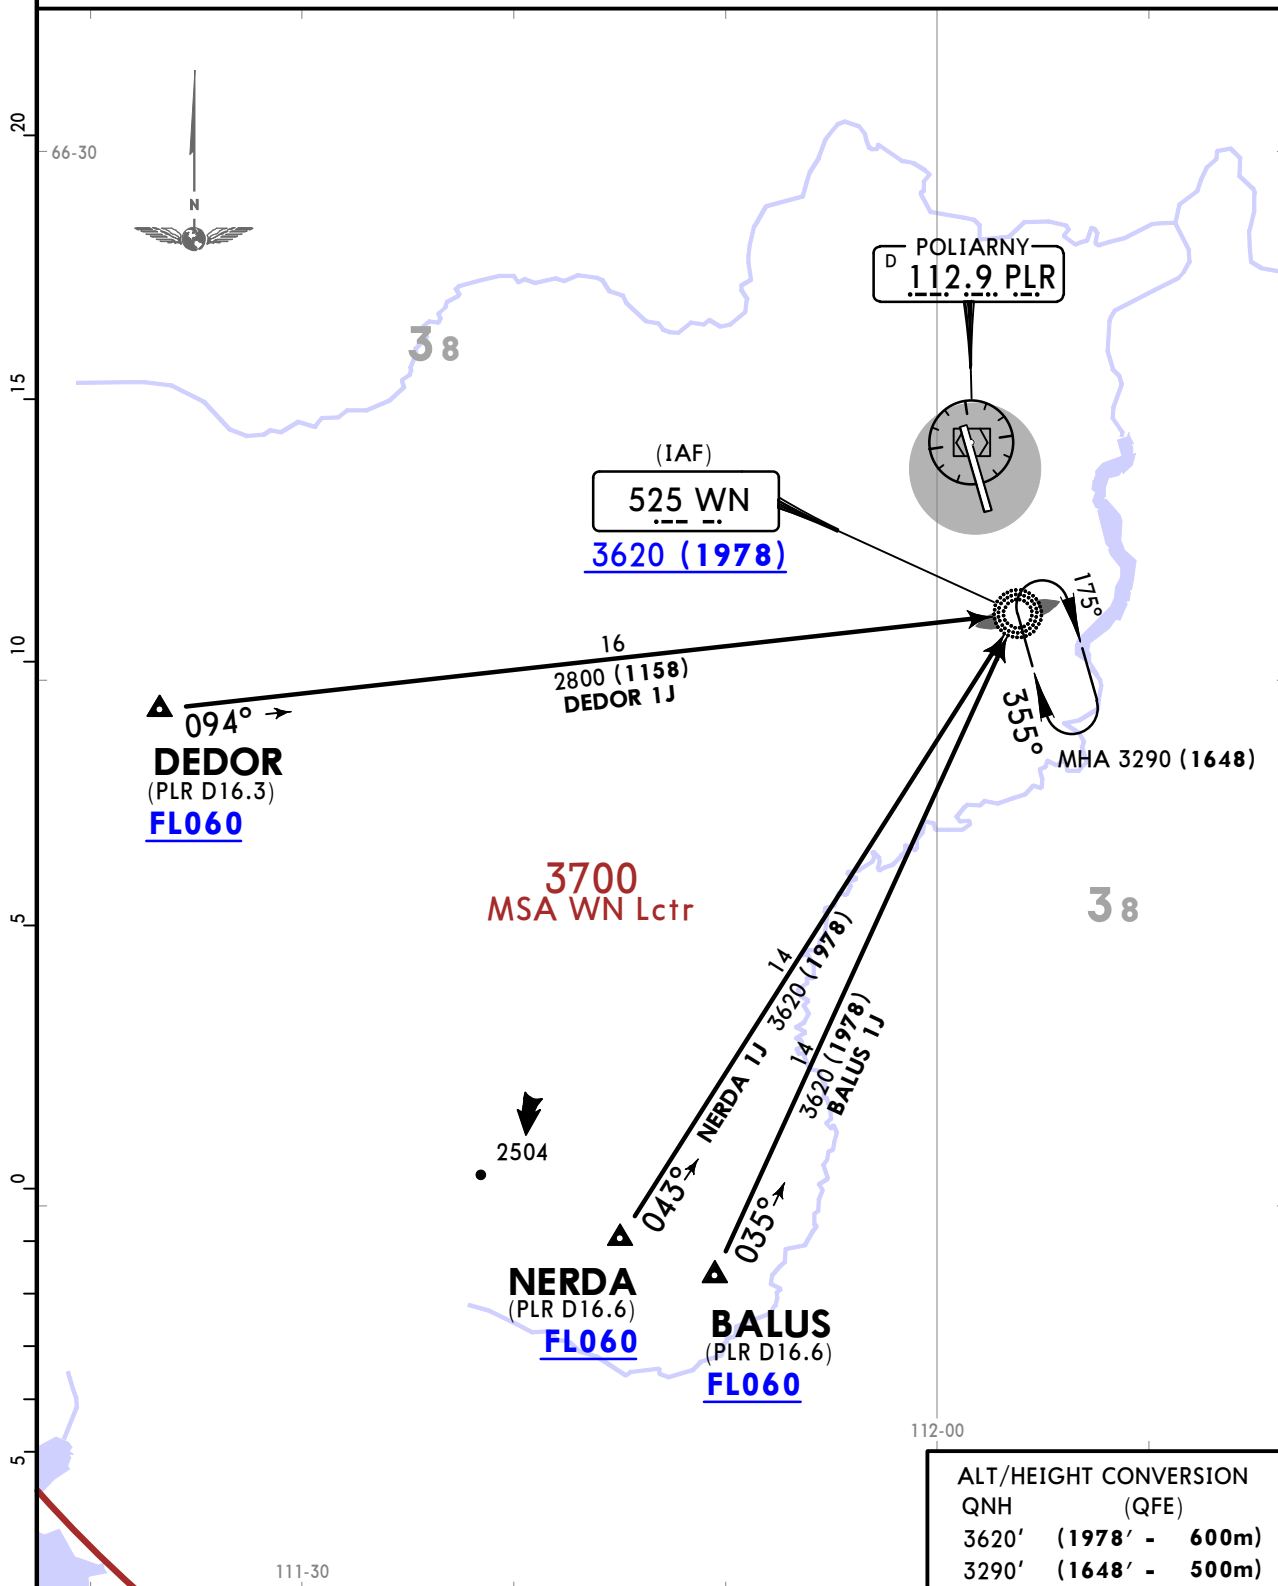 20
66-30
N
POLIARNY
D 112.9 PLR
38
15
(IAF)
525 WN
3620 (1978)
175°
10
16
2800 (1158)
DEDOR 1J
094°
DEDOR
(PLR D16.3)
FL060
355°
MHA 3290 (1648)
3700
MSA WN Lctr
38
5
14
3620 (1978)
NERDA 1J
043°
14
3620 (1978)
BALUS 1J
035°
2504
0
NERDA
(PLR D16.6)
FL060
BALUS
(PLR D16.6)
FL060
112-00
5
ALT/HEIGHT CONVERSION
QNH (QFE)
3620' (1978' - 600m)
3290' (1648' - 500m)
111-30